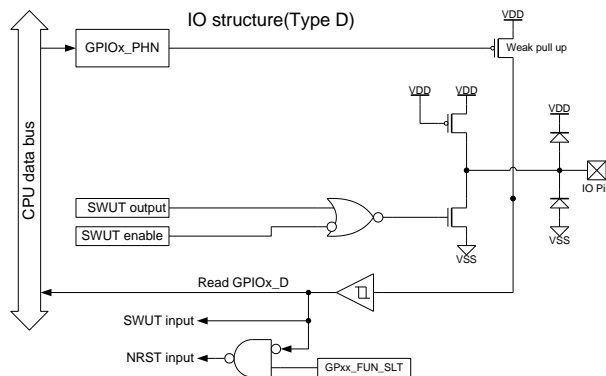 IO structure(Type D)
VDD
GPIOx_PHN
Weak pull up
VDD
VDD
VDD
CPU data bus
IO Pi
SWUT output
SWUT enable
VSS
VSS
Read GPIOx_D
SWUT input
NRST input
GPxx_FUN_SLT